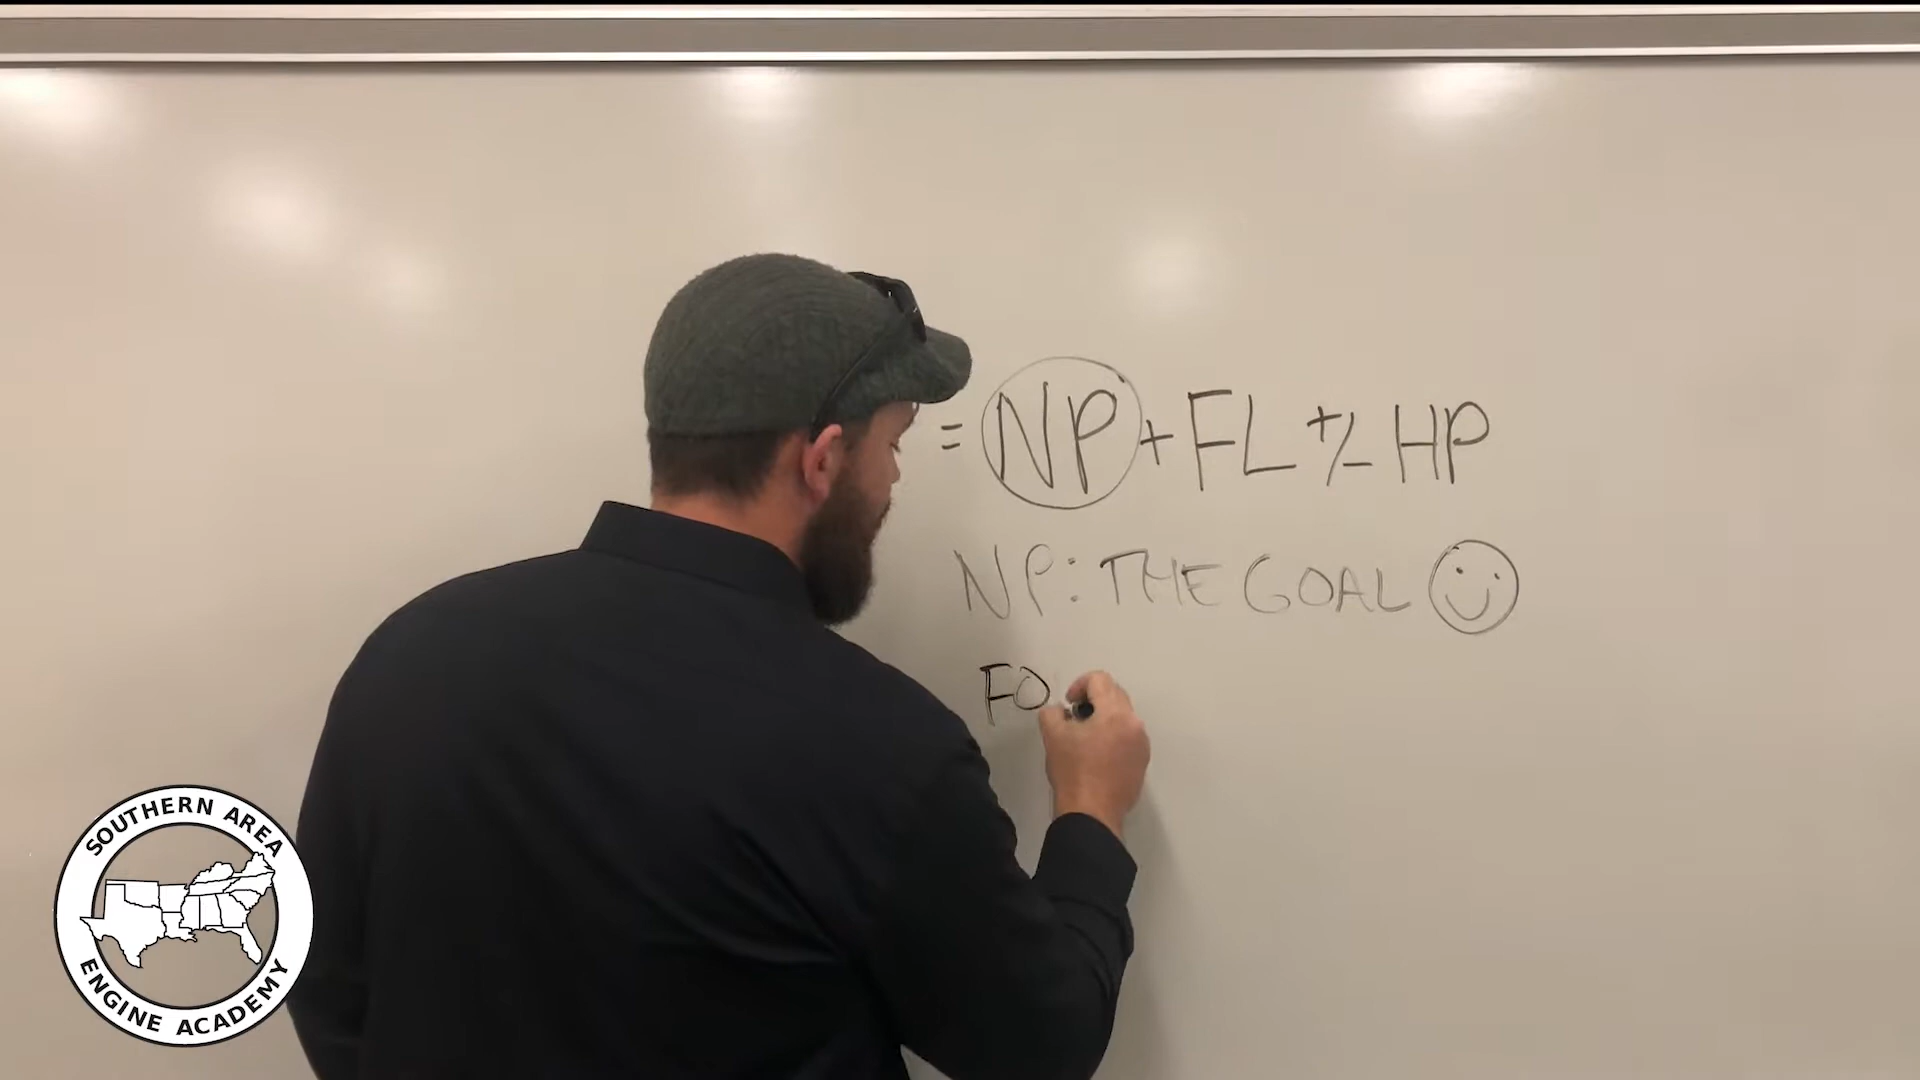 = NP + FL +/- HP
NP: THE GOAL
FO
SOUTHERN AREA
ENGINE ACADEMY